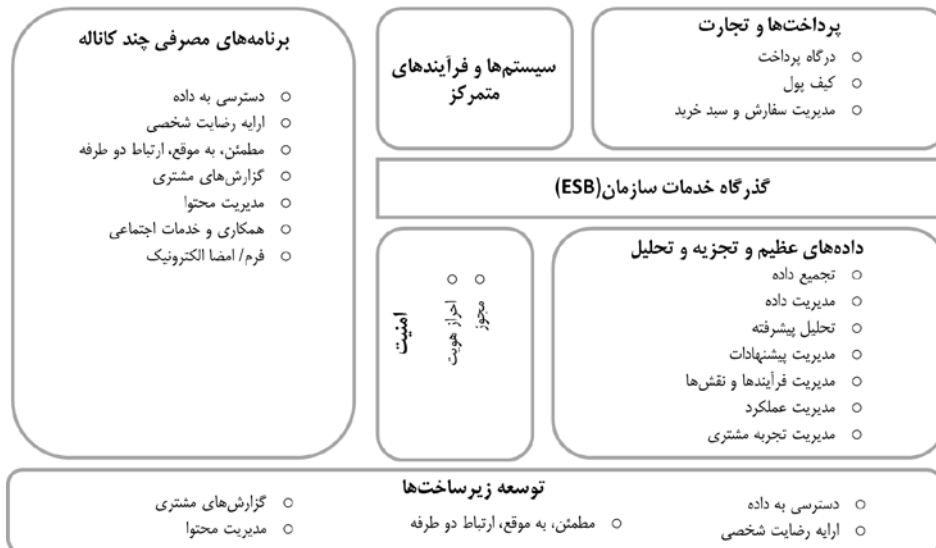 پرداخت‌ها و تجارت
درگاه پرداخت
کیف پول
مدیریت سفارش و سبد خرید
سیستم‌ها و فرآیندهای
متمرکز
برنامه‌های مصرفی چند کاناله
دسترسی به داده
ارایه رضایت شخصی
مطمئن، به موقع، ارتباط دو طرفه
گزارش‌های مشتری
مدیریت محتوا
همکاری و خدمات اجتماعی
فرم/ امضا الکترونیک
گذرگاه خدمات سازمان(ESB)
داده‌های عظیم و تجزیه و تحلیل
تجمیع داده
مدیریت داده
تحلیل پیشرفته
مدیریت پیشنهادات
مدیریت فرآیندها و نقش‌ها
مدیریت عملکرد
مدیریت تجربه مشتری
امنیت
احراز هویت
مجوز
توسعه زیرساخت‌ها
دسترسی به داده
ارایه رضایت شخصی
مطمئن، به موقع، ارتباط دو طرفه
گزارش‌های مشتری
مدیریت محتوا